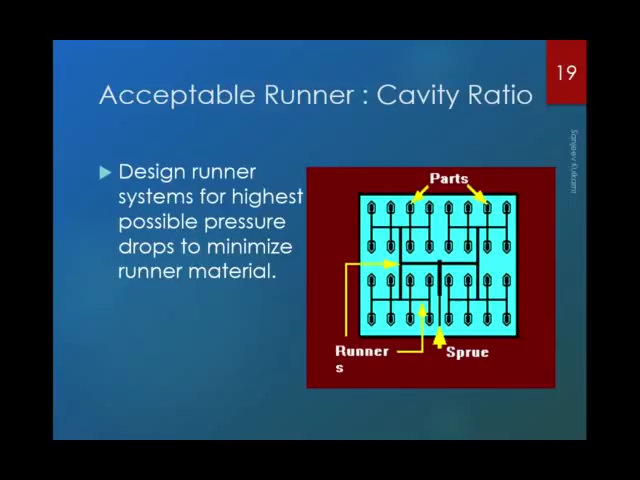 19
Acceptable Runner : Cavity Ratio
Sanjeev Kulkarni
Design runner
systems for highest
possible pressure
drops to minimize
runner material.
Parts
Runner
s
Sprue